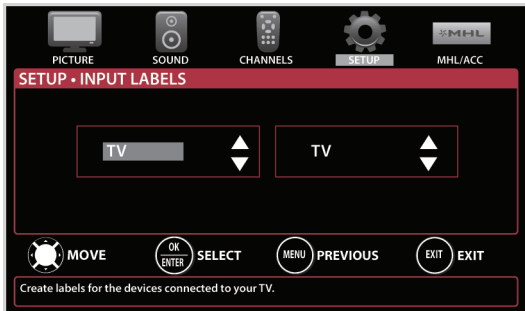 PICTURE SOUND CHANNELS SETUP MHL MHL/ACC
SETUP • INPUT LABELS
TV TV
MOVE OK ENTER SELECT MENU PREVIOUS EXIT EXIT
Create labels for the devices connected to your TV.